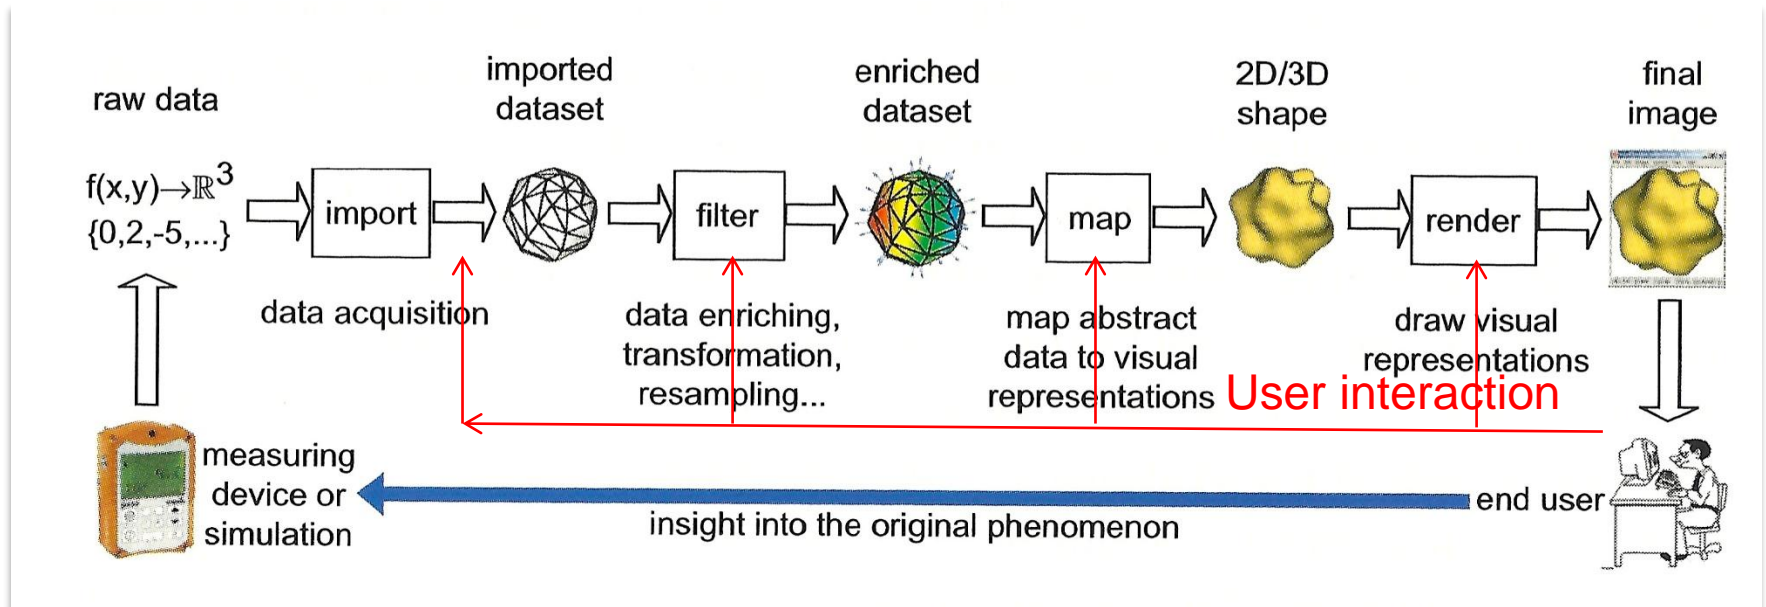 raw data
imported
dataset
enriched
dataset
2D/3D
shape
final
image
f(x,y)→ℝ³
{0,2,-5,...}
import
filter
map
render
data acquisition
data enriching,
transformation,
resampling...
map abstract
data to visual
representations
draw visual
representations
User interaction
measuring
device or
simulation
insight into the original phenomenon
end user